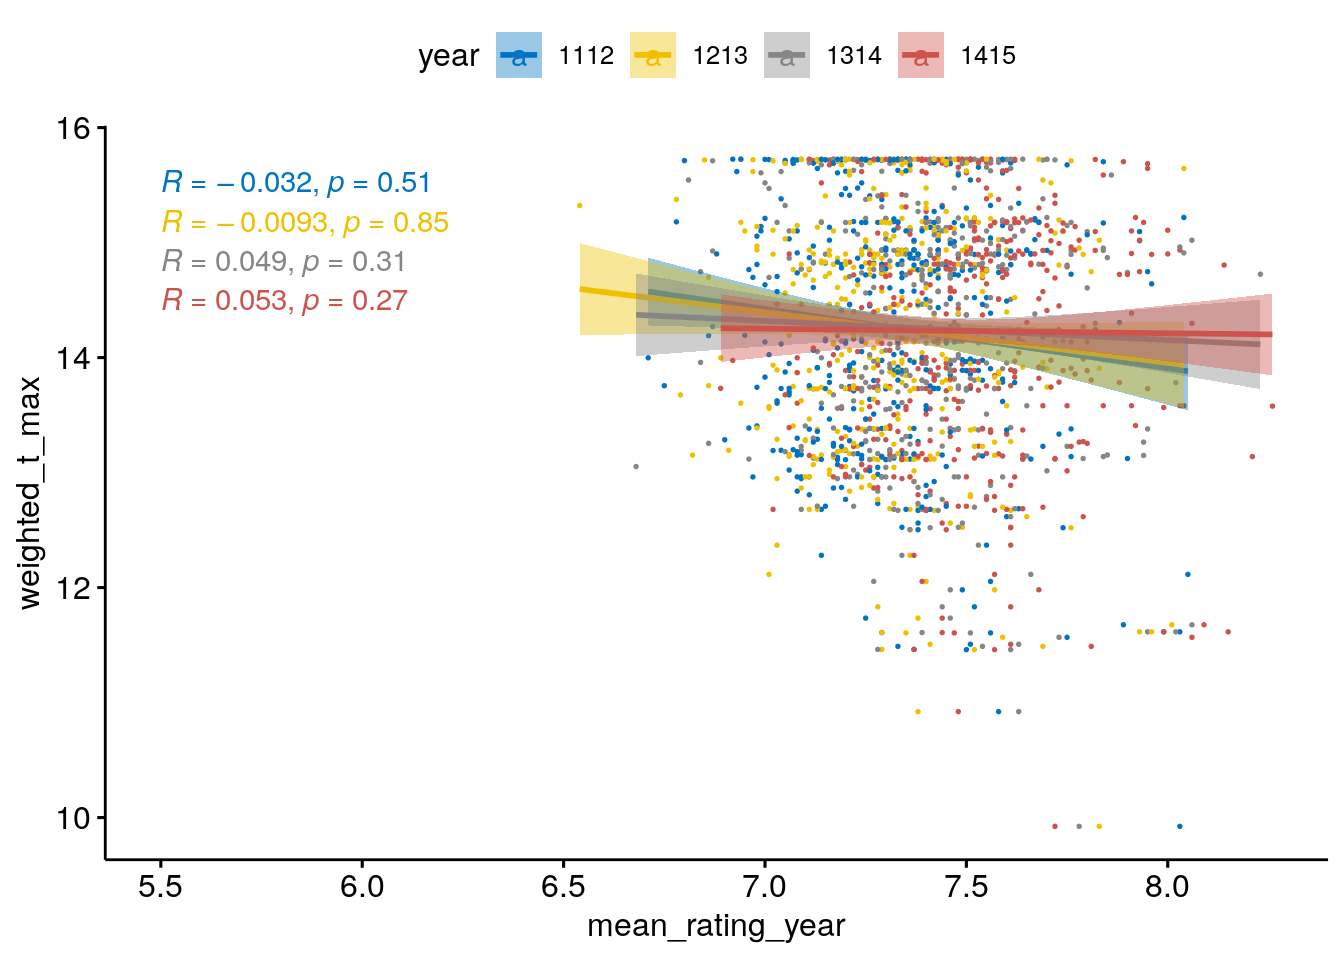 year a 1112 a 1213 a 1314 a 1415
16
R = −0.032, p = 0.51
R = −0.0093, p = 0.85
R = 0.049, p = 0.31
R = 0.053, p = 0.27
14
weighted_t_max
12
10
5.5 6.0 6.5 7.0 7.5 8.0
mean_rating_year